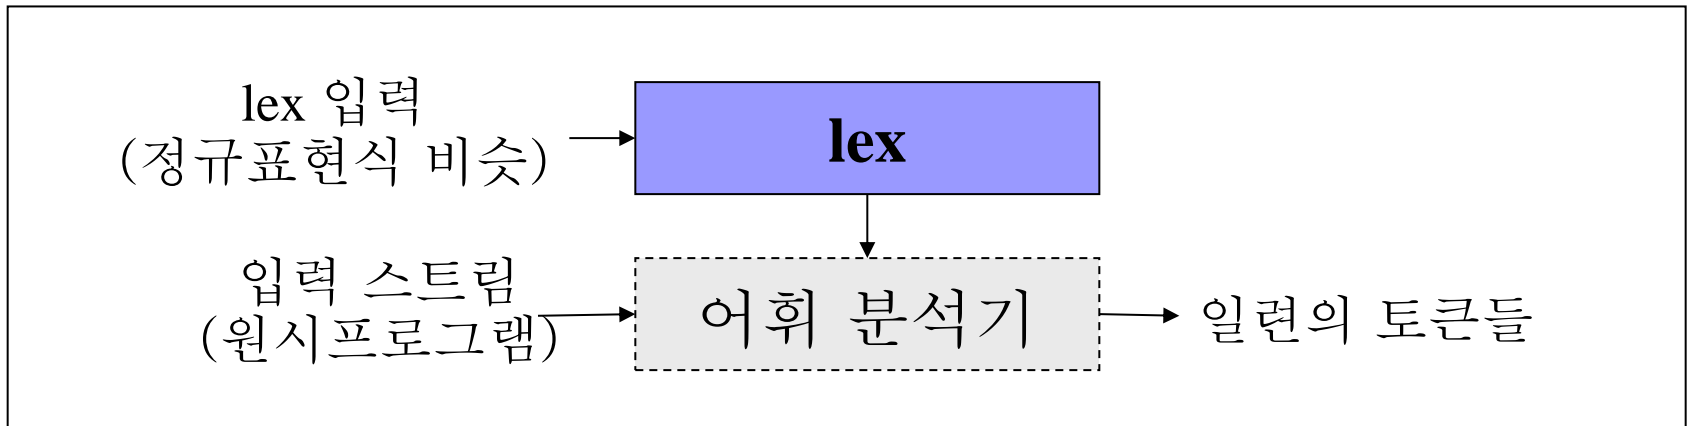 lex 입력
(정규표현식 비슷)
lex
입력 스트림
(원시프로그램)
어휘 분석기
일련의 토큰들